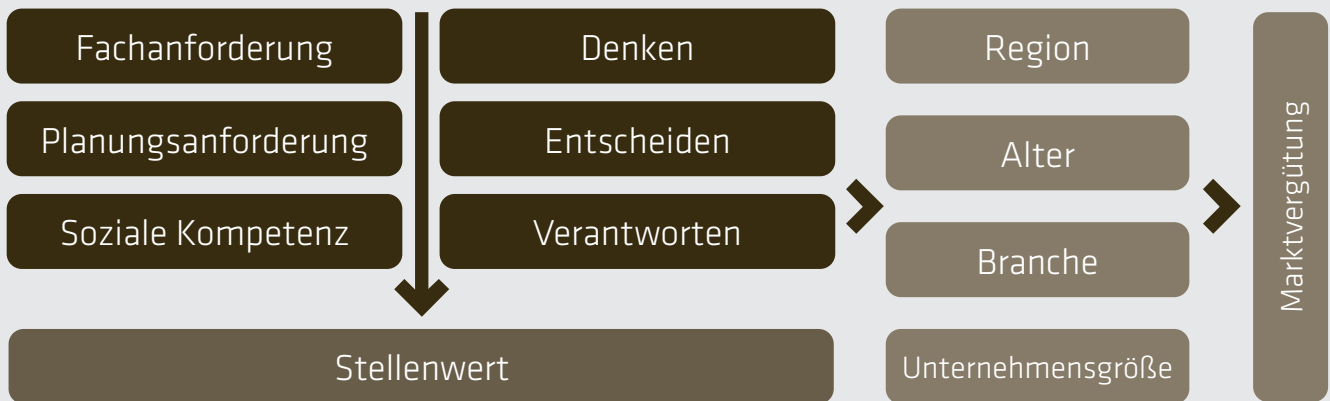 Fachanforderung
Planungsanforderung
Soziale Kompetenz
Denken
Entscheiden
Verantworten
Stellenwert
Region
Alter
Branche
Unternehmensgröße
Marktvergütung